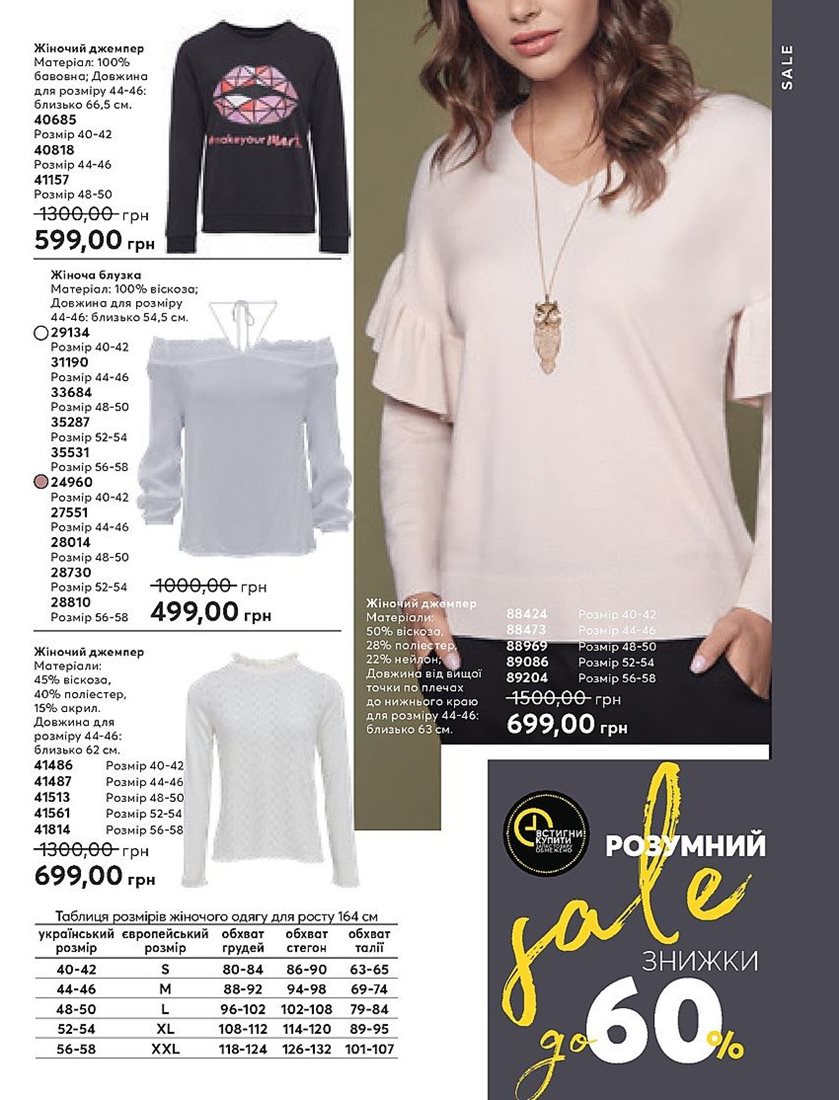 SALE
Жіночий джемпер
Матеріал: 100%
бавовна; Довжина
для розміру 44-46:
близько 66,5 см.
40685
Розмір 40-42
40818
Розмір 44-46
41157
Розмір 48-50
1300,00 грн
599,00 грн
#makeyourMark
Жіноча блузка
Матеріал: 100% віскоза;
Довжина для розміру
44-46: близько 54,5 см.
29134
Розмір 40-42
31190
Розмір 44-46
33684
Розмір 48-50
35287
Розмір 52-54
35531
Розмір 56-58
24960
Розмір 40-42
27551
Розмір 44-46
28014
Розмір 48-50
28730
Розмір 52-54
28810
Розмір 56-58
1000,00 грн
499,00 грн
Жіночий джемпер
Матеріали:
50% віскоза,
28% поліестер,
22% нейлон;
Довжина від вищої
точки по плечах
до нижнього краю
для розміру 44-46:
близько 63 см.
88424 Розмір 40-42
88473 Розмір 44-46
88969 Розмір 48-50
89086 Розмір 52-54
89204 Розмір 56-58
1500,00 грн
699,00 грн
Жіночий джемпер
Матеріали:
45% віскоза,
40% поліестер,
15% акрил.
Довжина для
розміру 44-46:
близько 62 см.
41486 Розмір 40-42
41487 Розмір 44-46
41513 Розмір 48-50
41561 Розмір 52-54
41814 Розмір 56-58
1300,00 грн
699,00 грн
Таблиця розмірів жіночого одягу для росту 164 см
український розмір європейський розмір обхват грудей обхват стегон обхват талії
40-42 S 80-84 86-90 63-65
44-46 M 88-92 94-98 69-74
48-50 L 96-102 102-108 79-84
52-54 XL 108-112 114-120 89-95
56-58 XXL 118-124 126-132 101-107
ВСТИГНИ
КУПИТИ
ЗАПАС ТОВАРУ
ОБМЕЖЕНО
РОЗУМНИЙ
sale
ЗНИЖКИ
до 60%